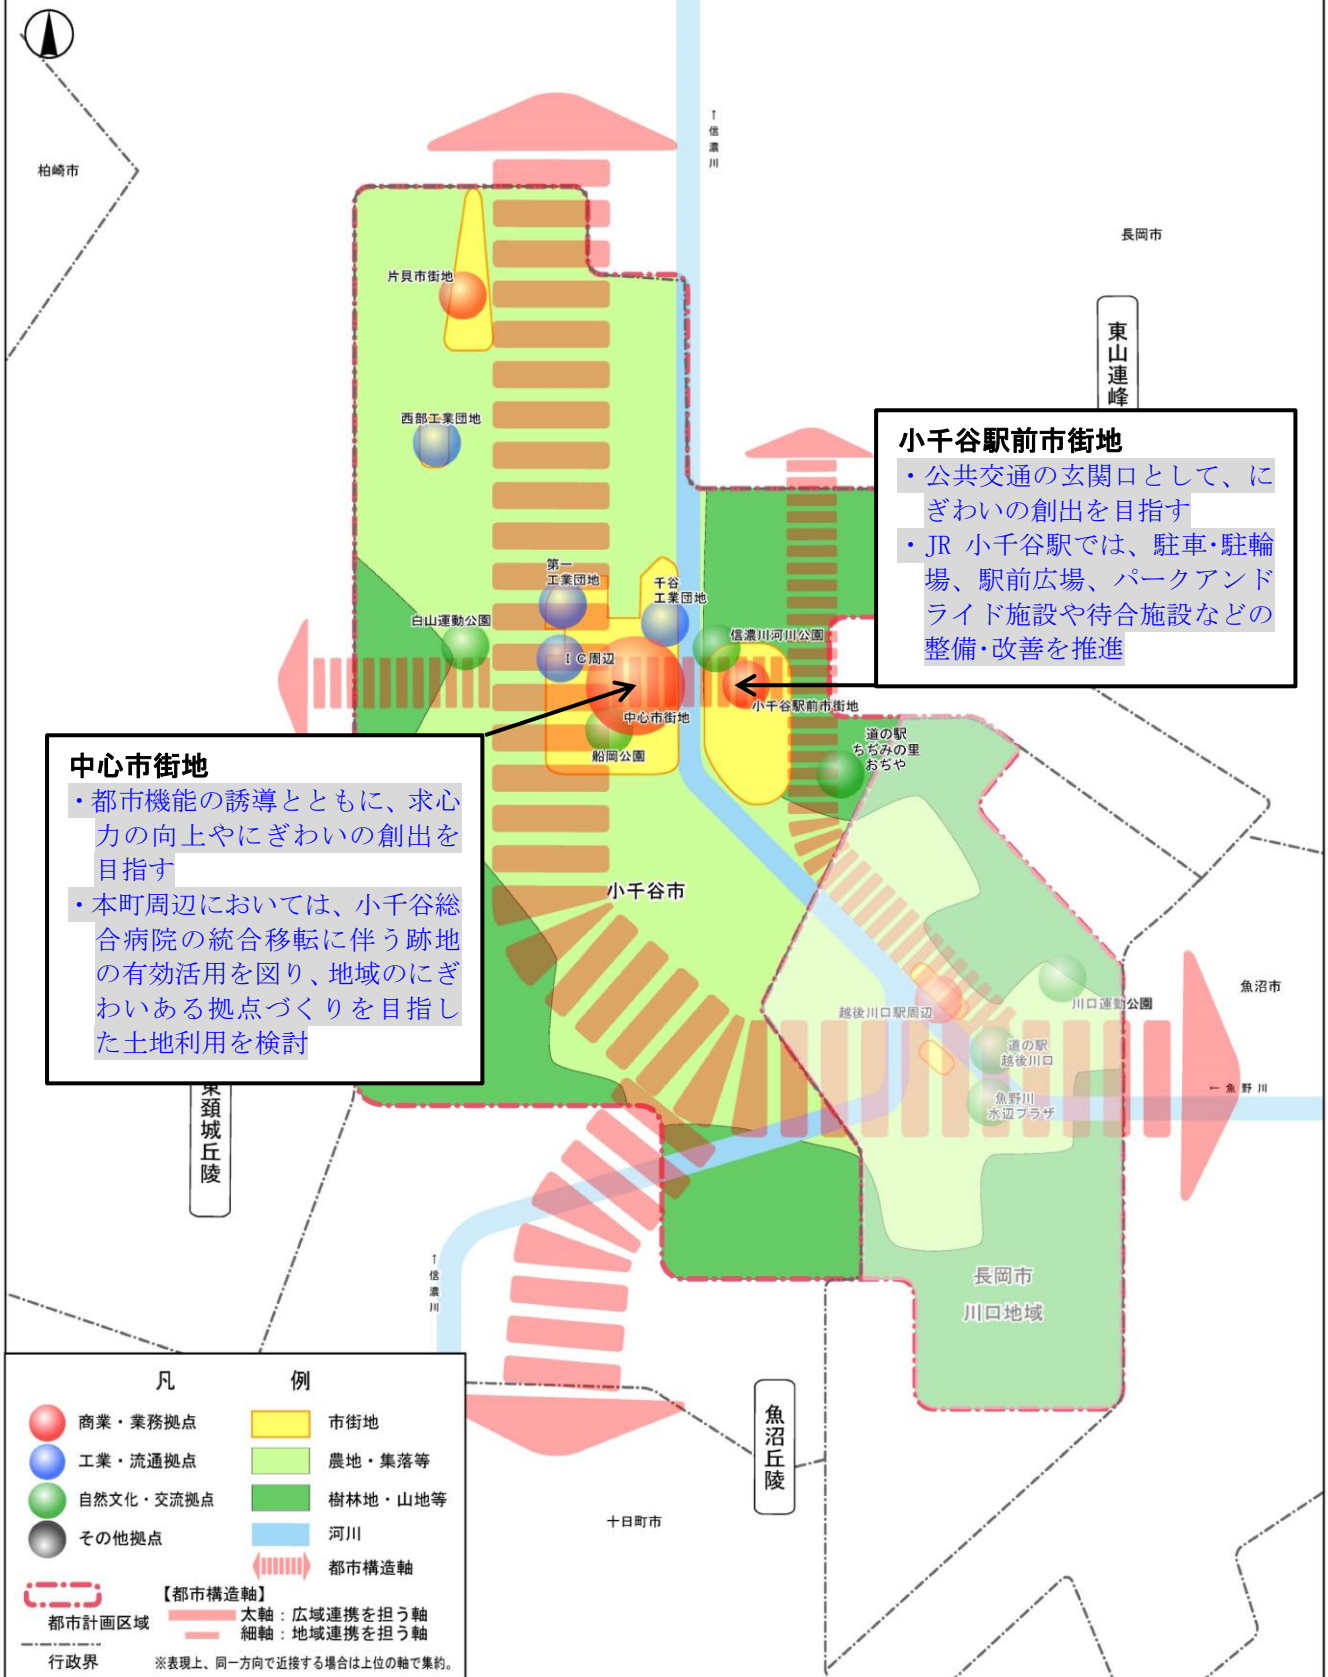 柏崎市
↑信濃川
長岡市
東山連峰
片貝市街地
西部工業団地
小千谷駅前市街地
・公共交通の玄関口として、に
ぎわいの創出を目指す
・JR 小千谷駅では、駐車・駐輪
場、駅前広場、パークアンド
ライド施設や待合施設などの
整備・改善を推進
第一
工業団地
千谷
工業団地
白山運動公園
信濃川河川公園
ＩＣ周辺
小千谷駅前市街地
中心市街地
船岡公園
道の駅
ちぢみの里
おぢや
中心市街地
・都市機能の誘導とともに、求心
力の向上やにぎわいの創出を
目指す
・本町周辺においては、小千谷総
合病院の統合移転に伴う跡地
の有効活用を図り、地域のにぎ
わいある拠点づくりを目指し
た土地利用を検討
小千谷市
魚沼市
川口運動公園
越後川口駅周辺
道の駅
越後川口
魚野川
水辺プラザ
←魚野川
東頚城丘陵
↑信濃川
長岡市
川口地域
魚沼丘陵
十日町市
凡 例
商業・業務拠点
市街地
工業・流通拠点
農地・集落等
自然文化・交流拠点
樹林地・山地等
その他拠点
河川
都市構造軸
都市計画区域
【都市構造軸】
太軸：広域連携を担う軸
細軸：地域連携を担う軸
行政界
※表現上、同一方向で近接する場合は上位の軸で集約。